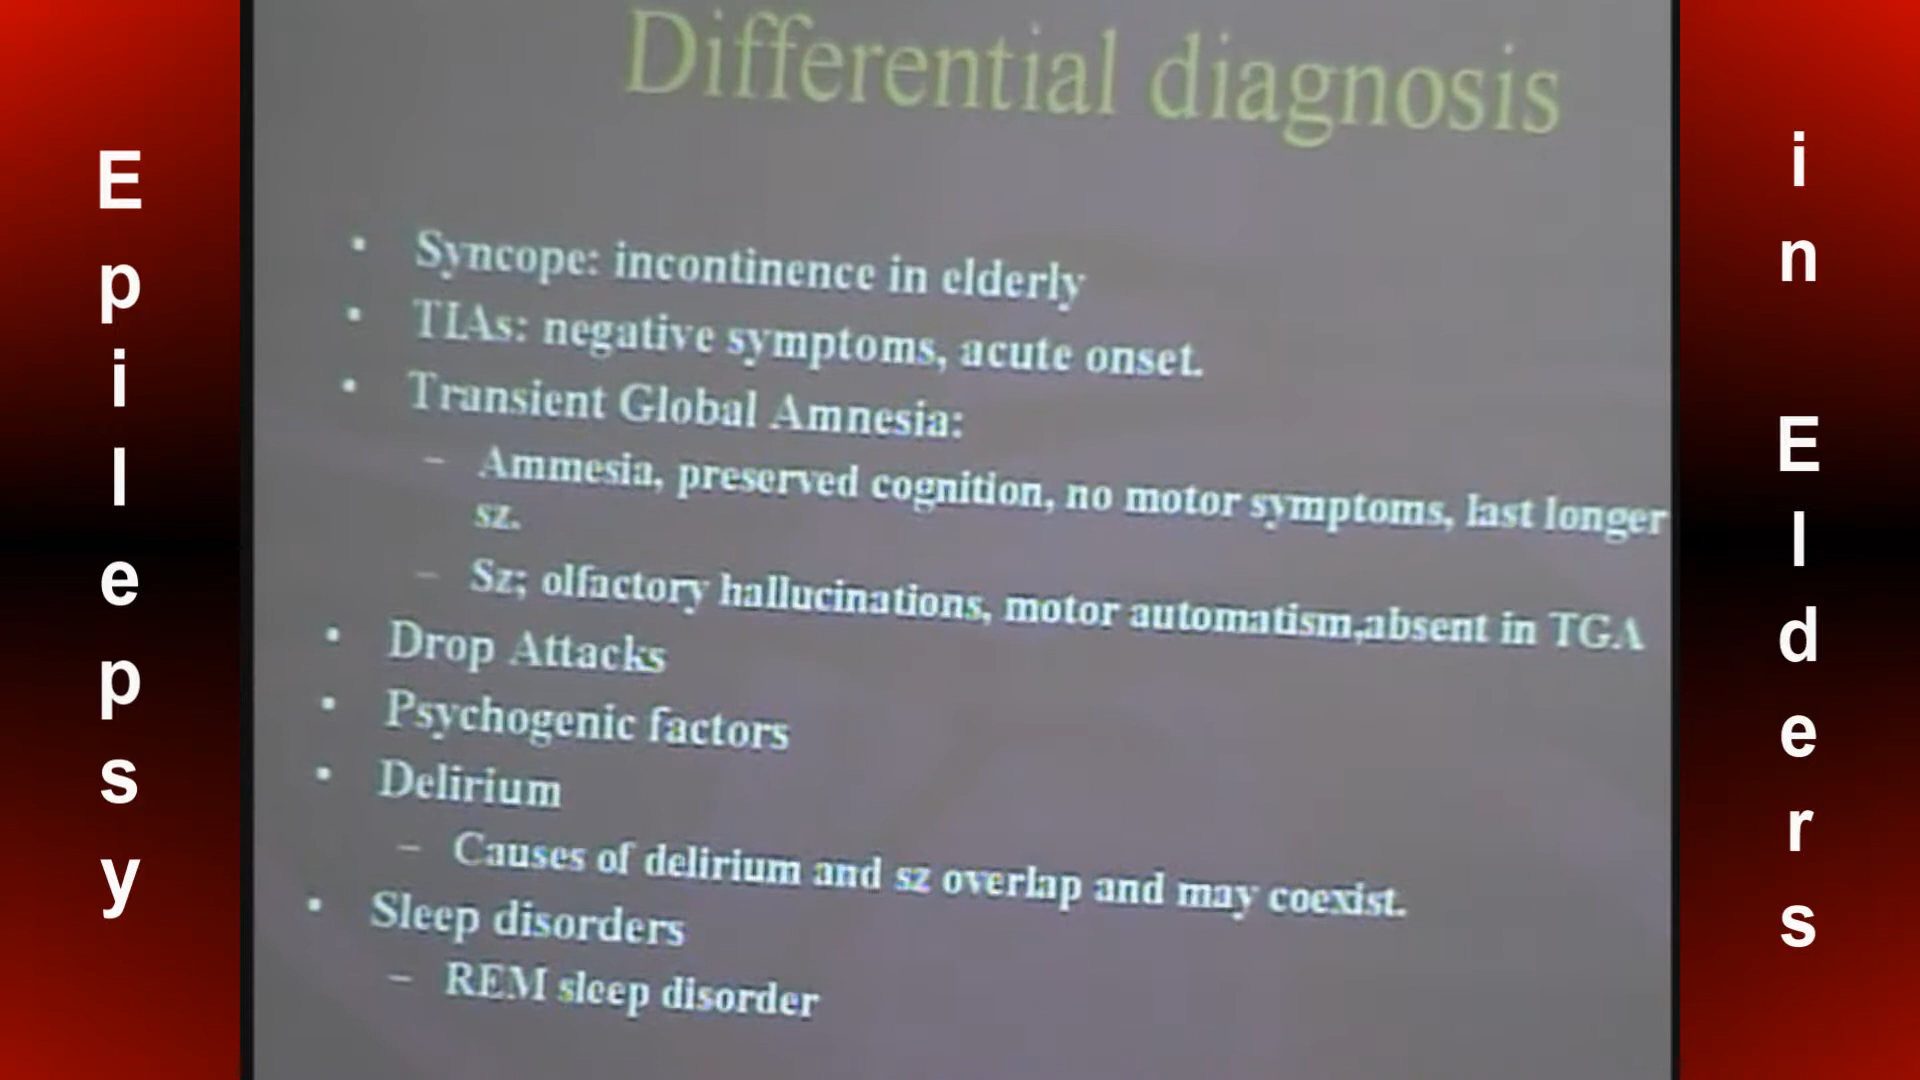 Epilepsy
Differential diagnosis
• Syncope: incontinence in elderly
• TIAs: negative symptoms, acute onset.
• Transient Global Amnesia:
– Ammesia, preserved cognition, no motor symptoms, last longer
sz.
– Sz; olfactory hallucinations, motor automatism,absent in TGA
• Drop Attacks
• Psychogenic factors
• Delirium
– Causes of delirium and sz overlap and may coexist.
• Sleep disorders
– REM sleep disorder
in Elders